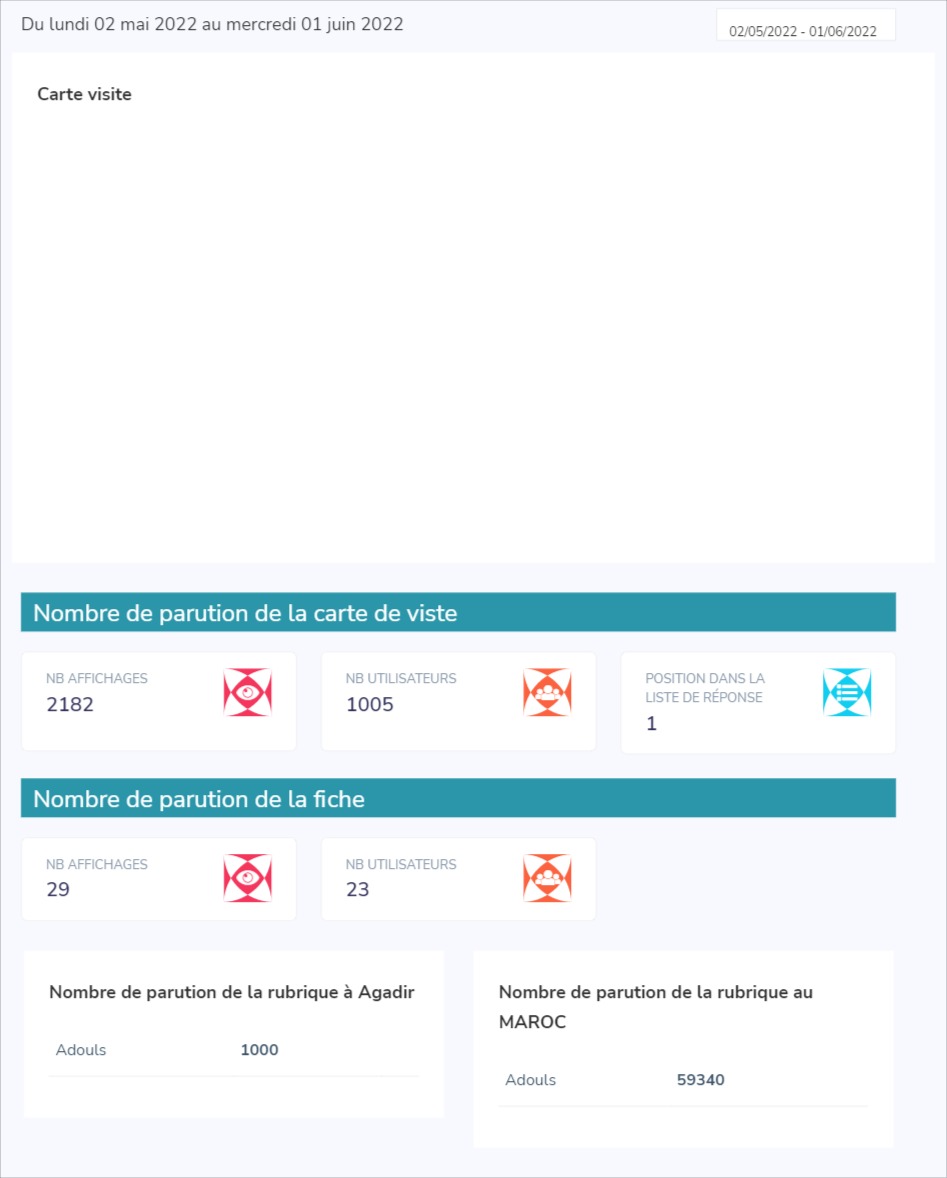 Du lundi 02 mai 2022 au mercredi 01 juin 2022
02/05/2022 - 01/06/2022
Carte visite
Nombre de parution de la carte de viste
NB AFFICHAGES
2182
NB UTILISATEURS
1005
POSITION DANS LA
LISTE DE RÉPONSE
1
Nombre de parution de la fiche
NB AFFICHAGES
29
NB UTILISATEURS
23
Nombre de parution de la rubrique à Agadir
Adouls 1000
Nombre de parution de la rubrique au
MAROC
Adouls 59340